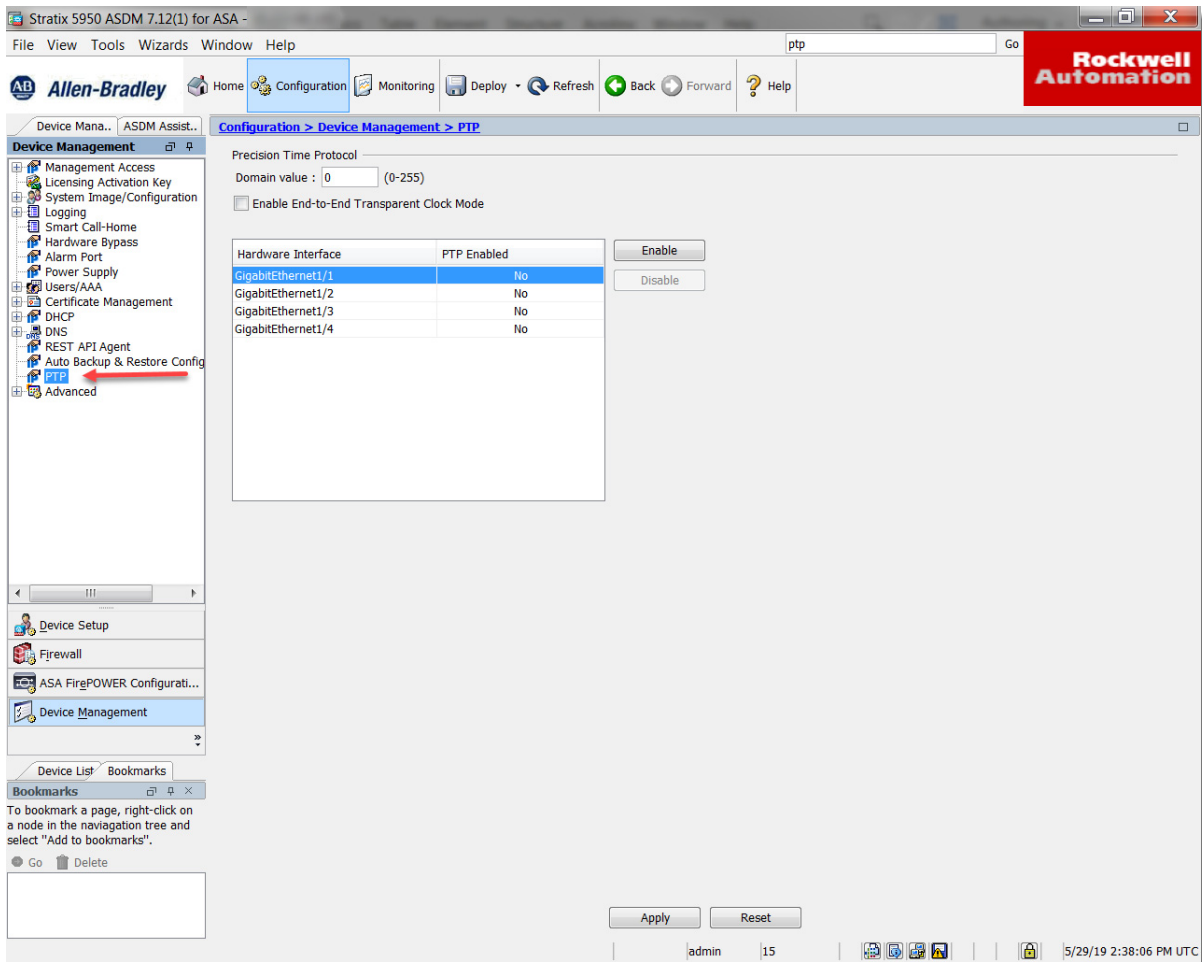 Stratix 5950 ASDM 7.12(1) for ASA -
File View Tools Wizards Window Help
ptp
Go
Rockwell
Automation
AB Allen-Bradley
Home
Configuration
Monitoring
Deploy
Refresh
Back
Forward
Help
Device Mana..
ASDM Assist..
Configuration > Device Management > PTP
Device Management
Management Access
Licensing Activation Key
System Image/Configuration
Logging
Smart Call-Home
Hardware Bypass
Alarm Port
Power Supply
Users/AAA
Certificate Management
DHCP
DNS
REST API Agent
Auto Backup & Restore Config
PTP
Advanced
Precision Time Protocol
Domain value : 0 (0-255)
Enable End-to-End Transparent Clock Mode
Hardware Interface PTP Enabled
GigabitEthernet1/1 No
GigabitEthernet1/2 No
GigabitEthernet1/3 No
GigabitEthernet1/4 No
Enable
Disable
Device Setup
Firewall
ASA FirePOWER Configurati...
Device Management
Device List
Bookmarks
Bookmarks
To bookmark a page, right-click on
a node in the naviagation tree and
select "Add to bookmarks".
Go
Delete
Apply
Reset
admin
15
5/29/19 2:38:06 PM UTC